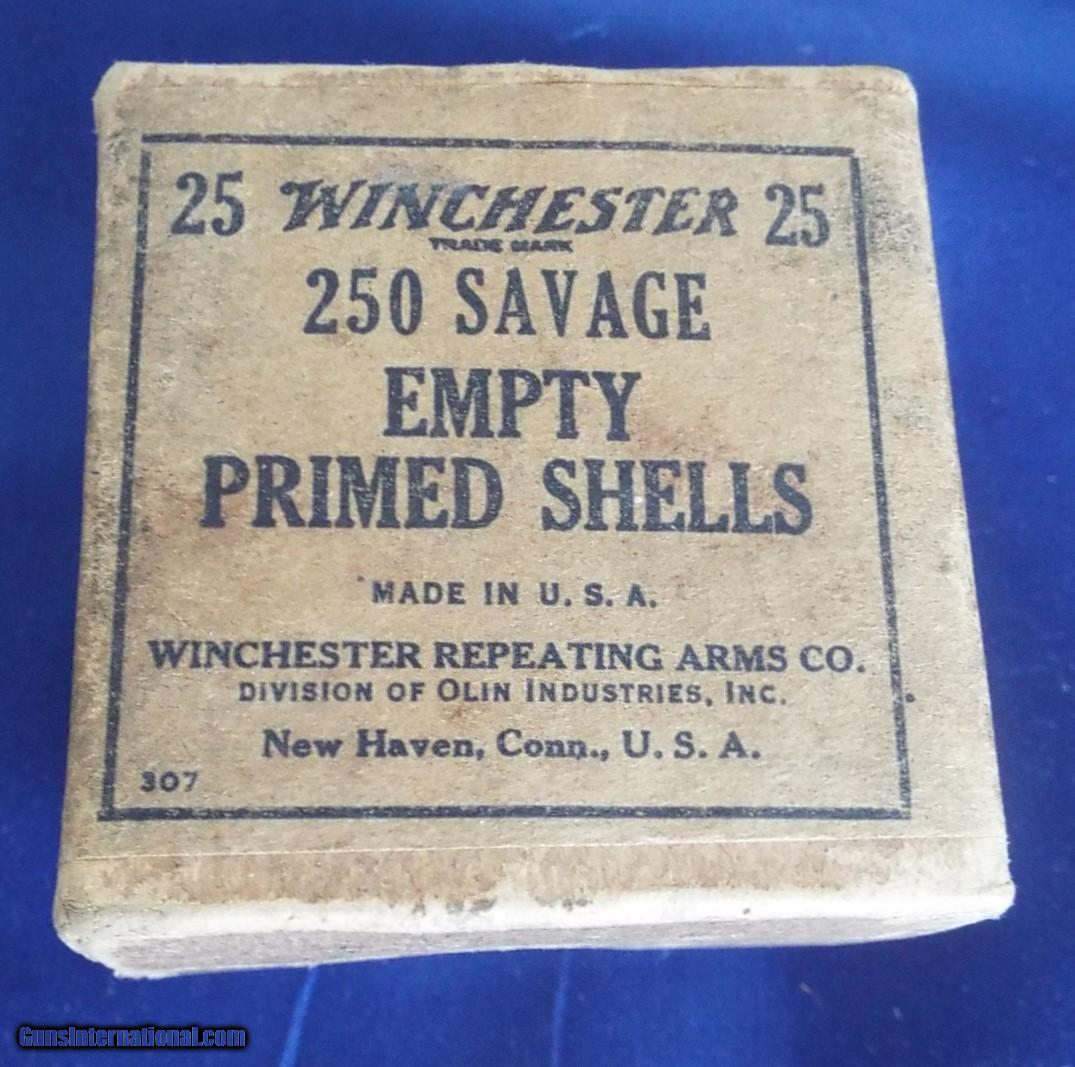 25 WINCHESTER 25
TRADE MARK
250 SAVAGE
EMPTY
PRIMED SHELLS
MADE IN U. S. A.
WINCHESTER REPEATING ARMS CO.
DIVISION OF OLIN INDUSTRIES, INC.
New Haven, Conn., U. S. A.
307
GunsInternational.com